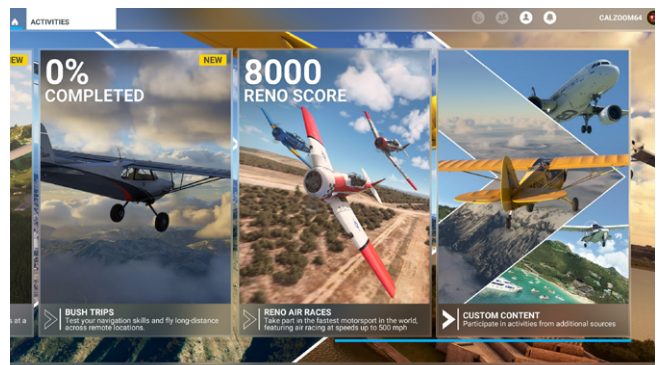 ACTIVITIES
CALZOOM64
EW
0%
COMPLETED
NEW
8000
RENO SCORE
s at a
BUSH TRIPS
Test your navigation skills and fly long-distance
across remote locations.
RENO AIR RACES
Take part in the fastest motorsport in the world,
featuring air racing at speeds up to 500 mph
CUSTOM CONTENT
Participate in activities from additional sources